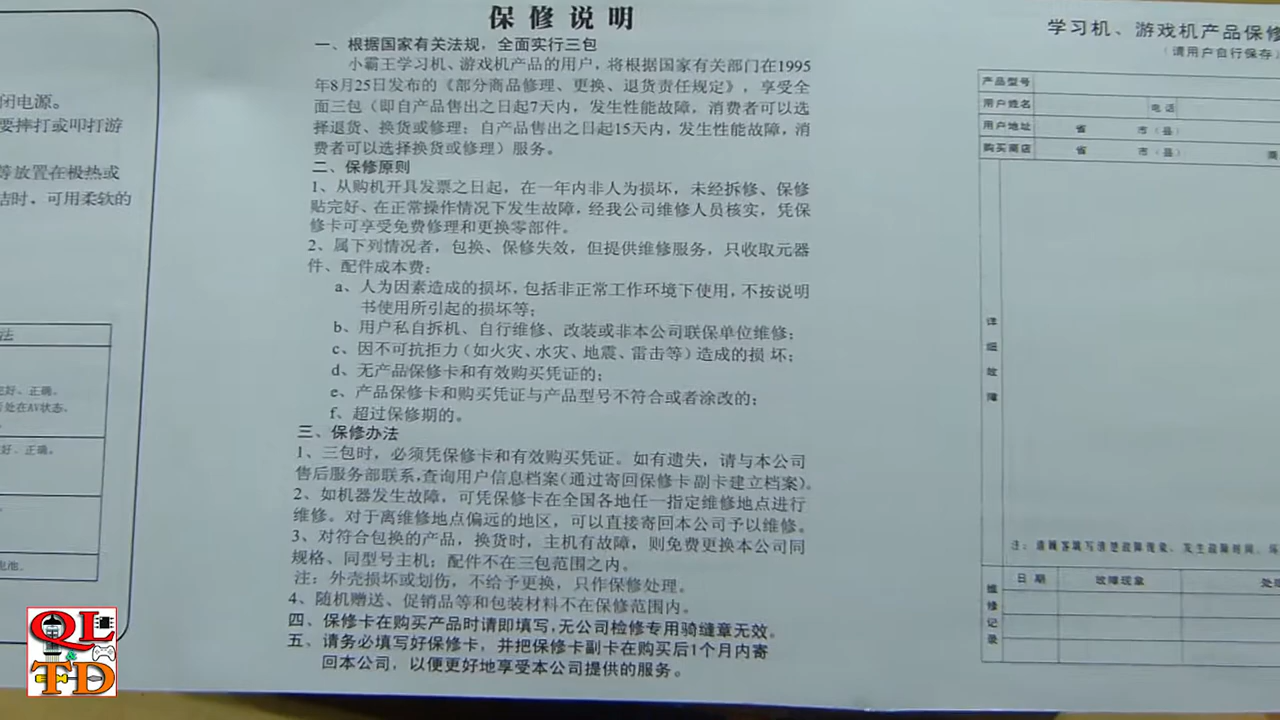 闭电源。
要摔打或叩打游
等放置在极热或
洁时，可用柔软的
法
完好、正确。
否处在AV状态。
好、正确。
电池。
保修说明
一、根据国家有关法规，全面实行三包
小霸王学习机、游戏机产品的用户，将根据国家有关部门在1995
年8月25日发布的《部分商品修理、更换、退货责任规定》，享受全
面三包（即自产品售出之日起7天内，发生性能故障，消费者可以选
择退货、换货或修理；自产品售出之日起15天内，发生性能故障，消
费者可以选择换货或修理）服务。
二、保修原则
1、从购机开具发票之日起，在一年内非人为损坏，未经拆修、保修
贴完好、在正常操作情况下发生故障，经我公司维修人员核实，凭保
修卡可享受免费修理和更换零部件。
2、属下列情况者，包换、保修失效，但提供维修服务，只收取元器
件、配件成本费：
a、人为因素造成的损坏，包括非正常工作环境下使用，不按说明
书使用所引起的损坏等；
b、用户私自拆机、自行维修、改装或非本公司联保单位维修；
c、因不可抗拒力（如火灾、水灾、地震、雷击等）造成的损 坏；
d、无产品保修卡和有效购买凭证的；
e、产品保修卡和购买凭证与产品型号不符合或者涂改的；
f、超过保修期的。
三、保修办法
1、三包时，必须凭保修卡和有效购买凭证。如有遗失，请与本公司
售后服务部联系，查询用户信息档案（通过寄回保修卡副卡建立档案）。
2、如机器发生故障，可凭保修卡在全国各地任一指定维修地点进行
维修。对于离维修地点偏远的地区，可以直接寄回本公司予以维修。
3、对符合包换的产品，换货时，主机有故障，则免费更换本公司同
规格、同型号主机；配件不在三包范围之内。
注：外壳损坏或划伤，不给予更换，只作保修处理。
4、随机赠送、促销品等和包装材料不在保修范围内。
四、保修卡在购买产品时请即填写，无公司检修专用骑缝章无效。
五、请务必填写好保修卡，并把保修卡副卡在购买后1个月内寄
回本公司，以便更好地享受本公司提供的服务。
学习机、游戏机产品保修
（请用户自行保存）
产品型号
用户姓名 电话
用户地址 省 市（县）
购买商店 省 市（县） 商
详细故障
注：请顾客填写清楚故障现象、发生故障时间、环
日期 故障现象 处
维修记录
QL
&
TD